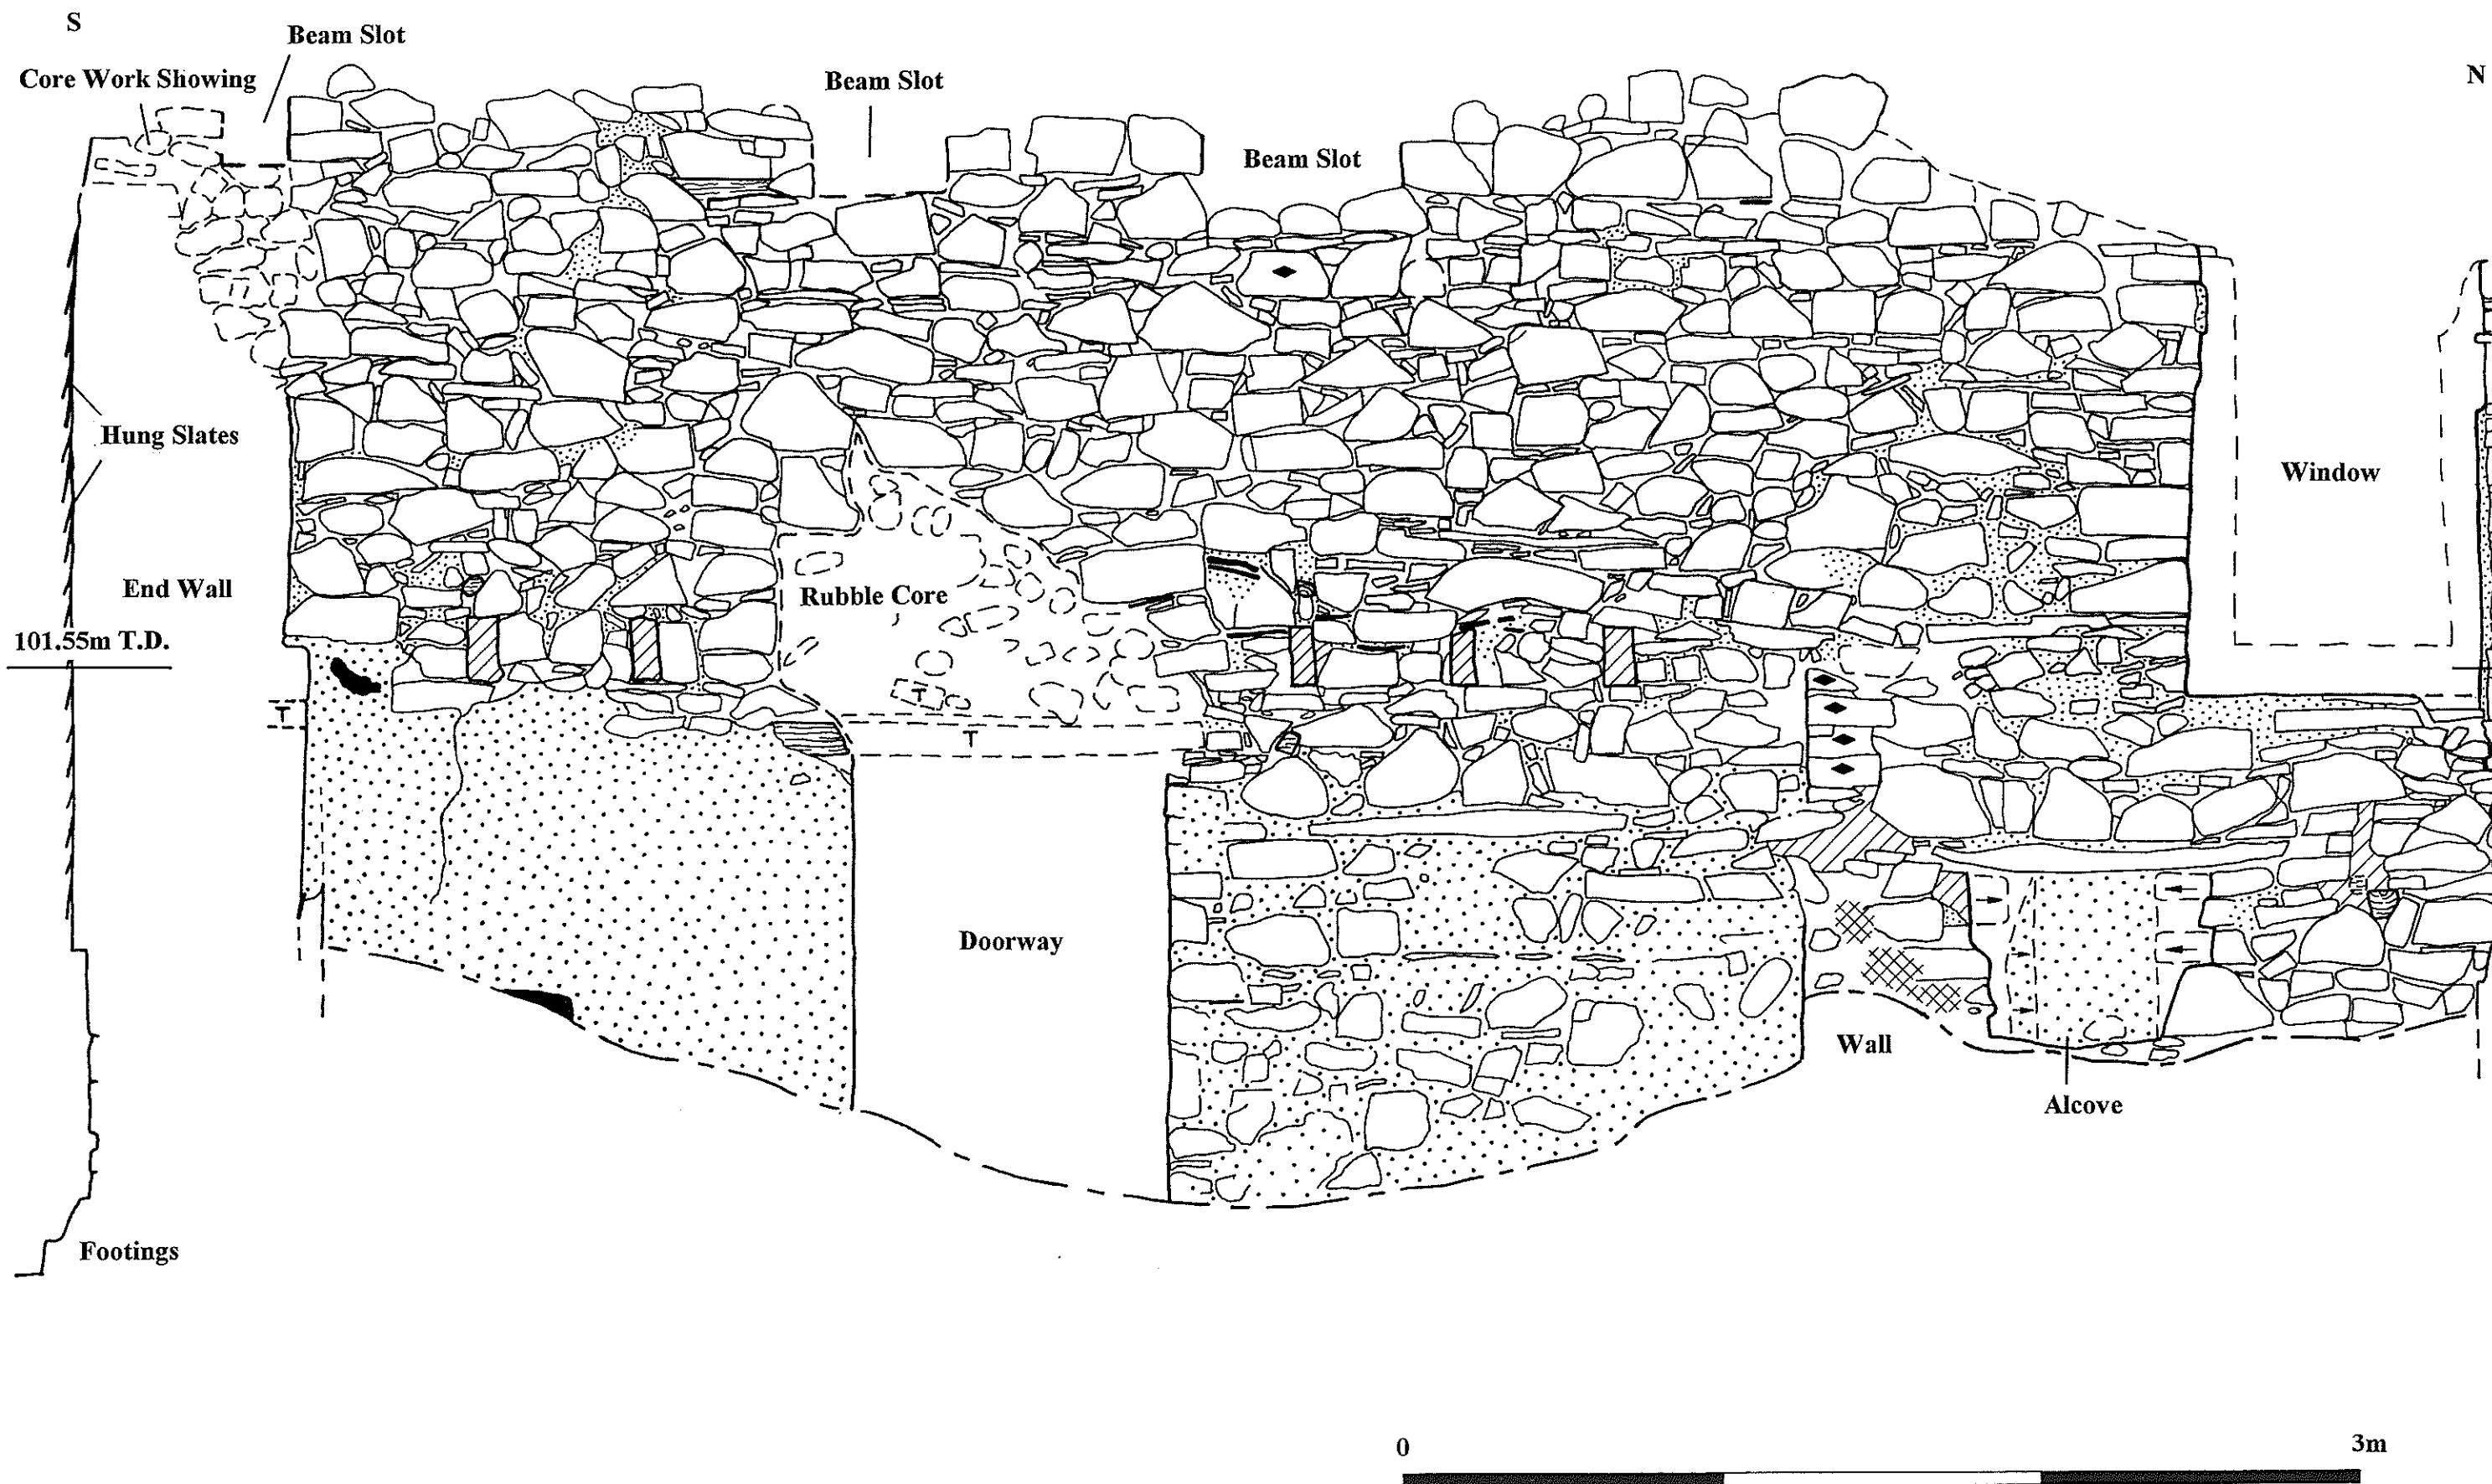 S
Beam Slot
Core Work Showing
Beam Slot
N
Beam Slot
Hung Slates
Window
End Wall
Rubble Core
101.55m T.D.
T
T
T
Doorway
Wall
Alcove
Footings
0
3m